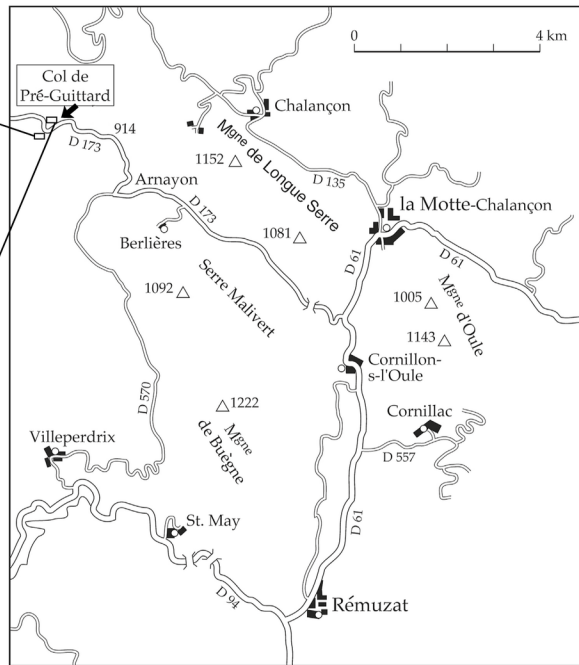 0 4 km
Col de
Pré-Guittard
914
D 173
Chalançon
Mgne de Longue Serre
1152
D 135
Arnayon
D 173
la Motte-Chalançon
Berlières
1081
D 61
D 61
Serre Malivert
1092
1005
Mgne d'Oule
1143
Cornillon-
s-l'Oule
D 570
1222
Mgne
de Buègne
Cornillac
Villeperdrix
D 557
St. May
D 61
D 94
Rémuzat